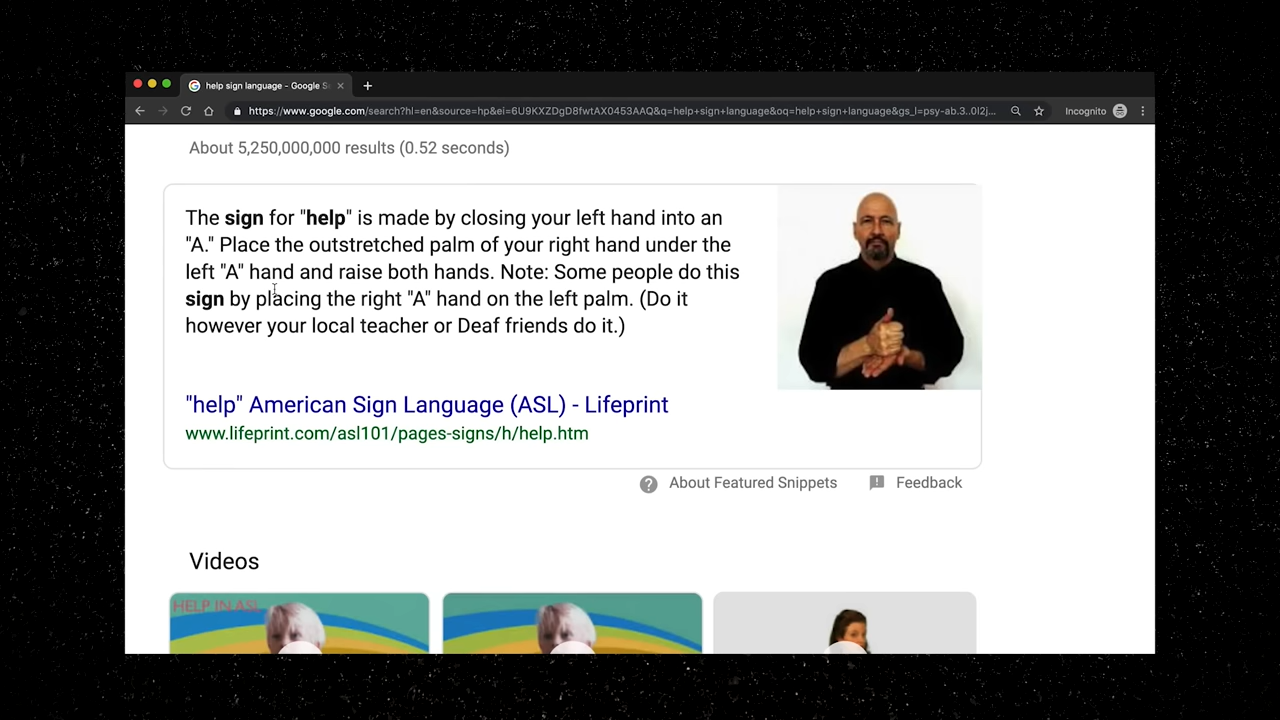 help sign language - Google S
https://www.google.com/search?hl=en&source=hp&ei=6U9KXZDgD8fwtAX0453AAQ&q=help+sign+language&oq=help+sign+language&gs_l=psy-ab.3..0l2j...
Incognito
About 5,250,000,000 results (0.52 seconds)
The sign for "help" is made by closing your left hand into an
"A." Place the outstretched palm of your right hand under the
left "A" hand and raise both hands. Note: Some people do this
sign by placing the right "A" hand on the left palm. (Do it
however your local teacher or Deaf friends do it.)
"help" American Sign Language (ASL) - Lifeprint
www.lifeprint.com/asl101/pages-signs/h/help.htm
About Featured Snippets
Feedback
Videos
HELP IN ASL